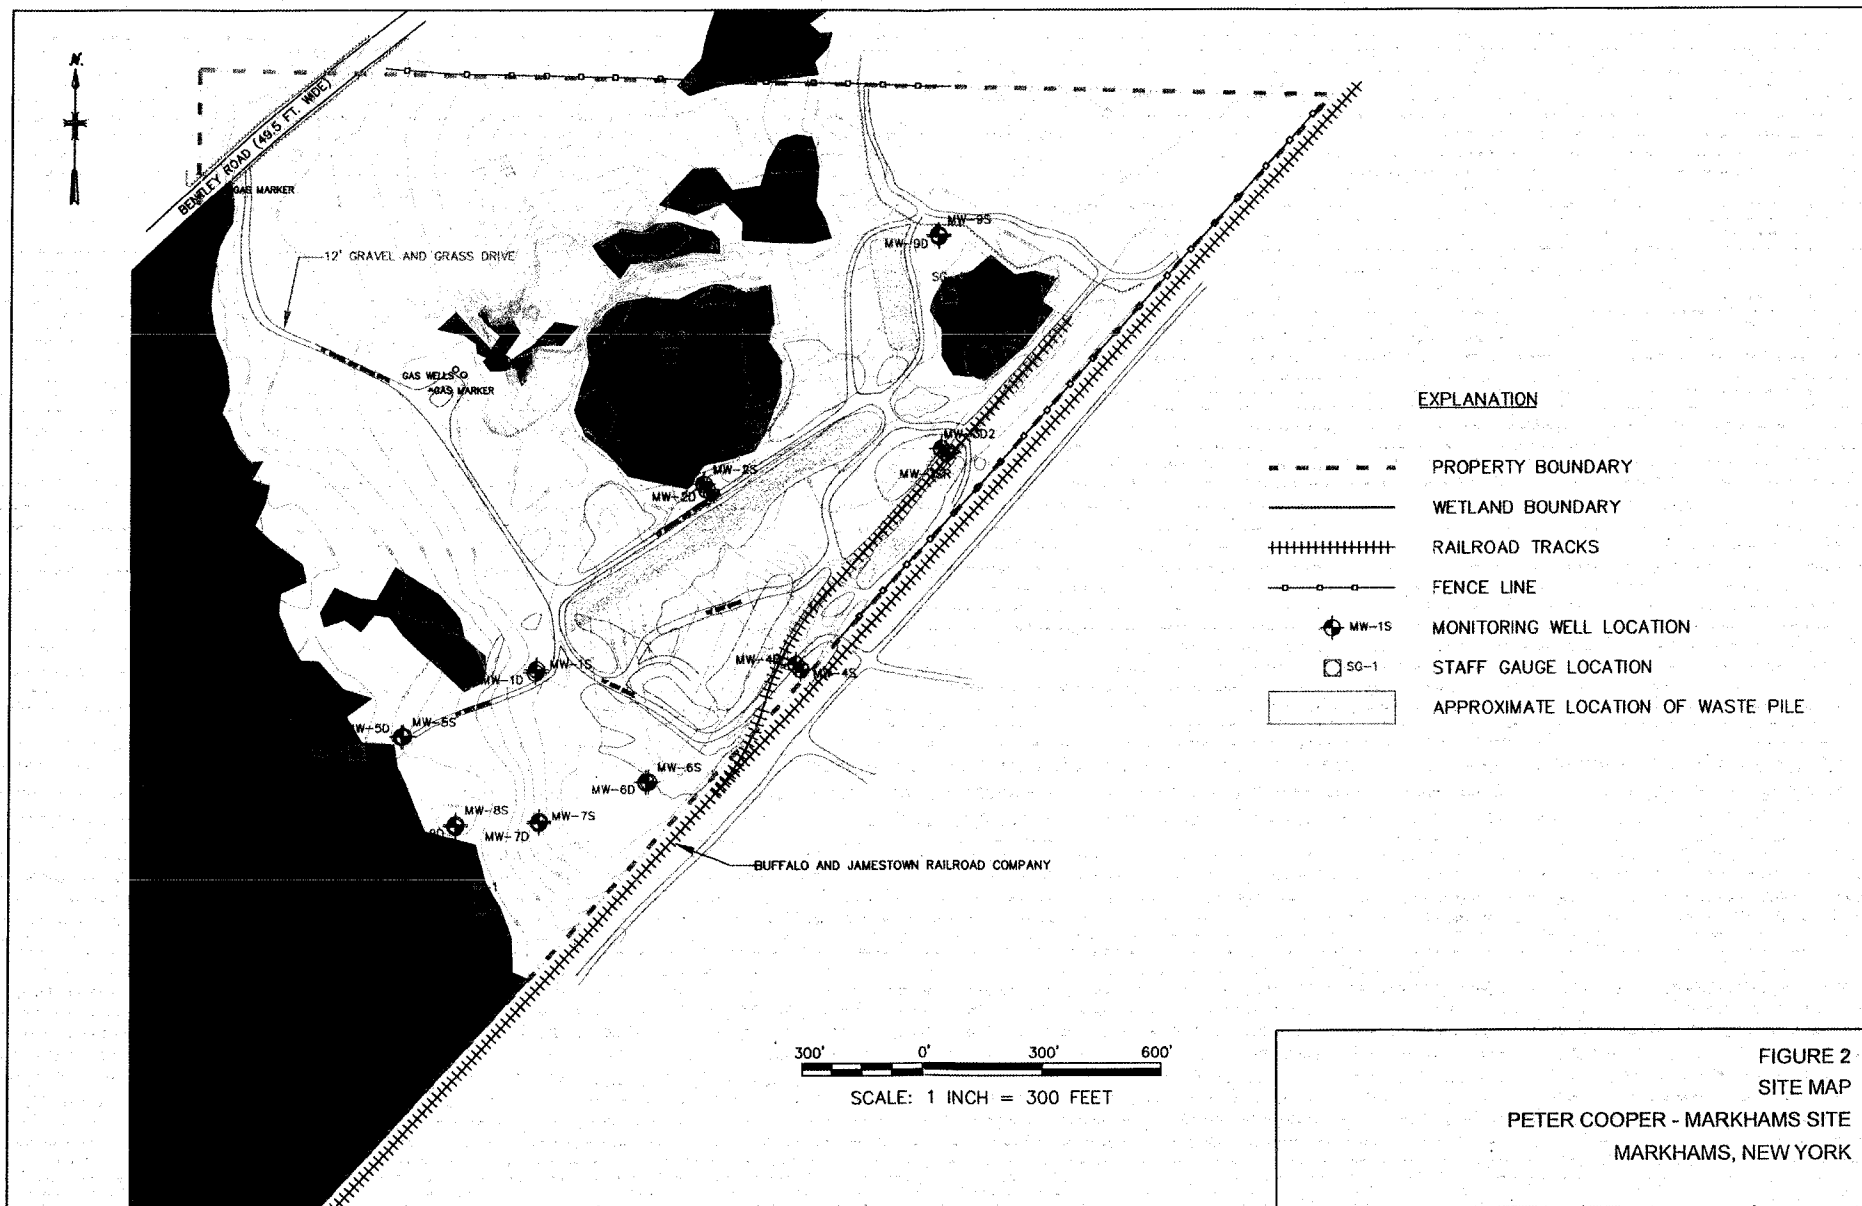 N.
BENTLEY ROAD (49.5 FT. WIDE)
GAS MARKER
12' GRAVEL AND GRASS DRIVE
GAS WELLS
GAS MARKER
MW-9S
MW-9D
SG
MW-2S
MW-2D
MW-1S
MW-1D
MW-4S
MW-5S
MW-5D
MW-6S
MW-6D
MW-8S
MW-7S
MW-7D
BUFFALO AND JAMESTOWN RAILROAD COMPANY
EXPLANATION
PROPERTY BOUNDARY
WETLAND BOUNDARY
RAILROAD TRACKS
FENCE LINE
MW-1S MONITORING WELL LOCATION
SG-1 STAFF GAUGE LOCATION
APPROXIMATE LOCATION OF WASTE PILE
300' 0' 300' 600'
SCALE: 1 INCH = 300 FEET
FIGURE 2
SITE MAP
PETER COOPER - MARKHAMS SITE
MARKHAMS, NEW YORK